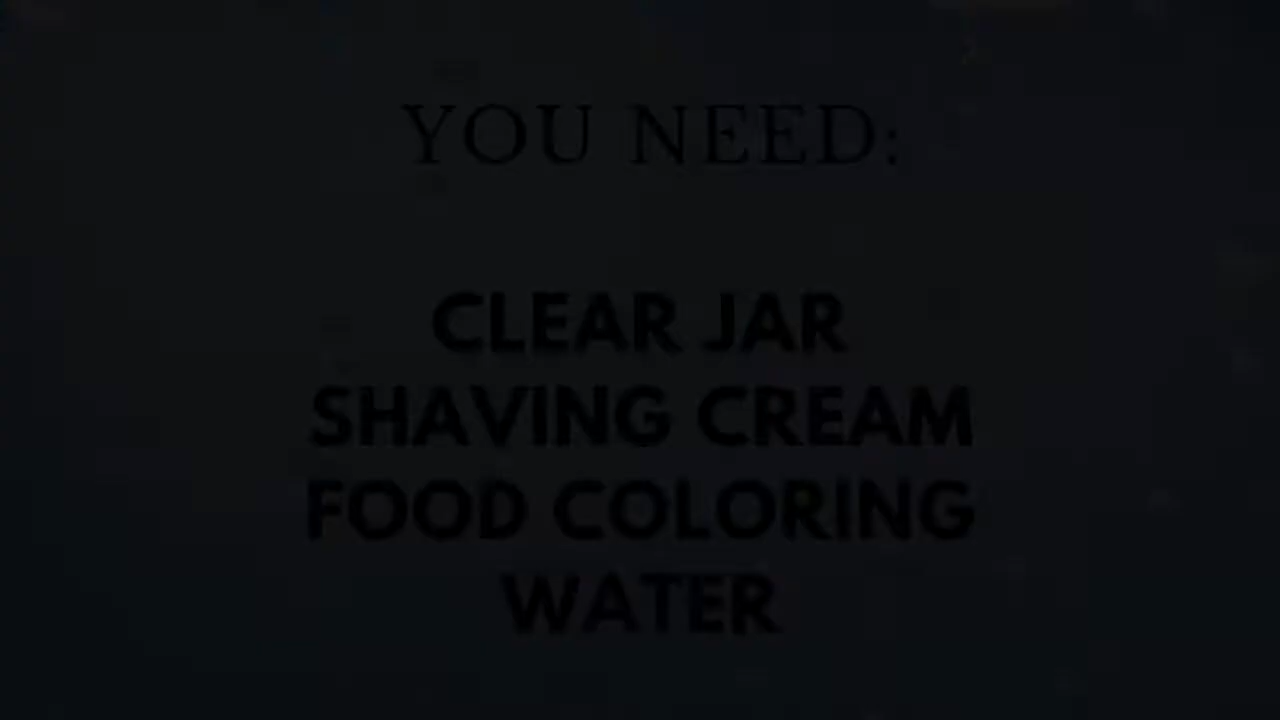 YOU NEED:
CLEAR JAR
SHAVING CREAM
FOOD COLORING
WATER